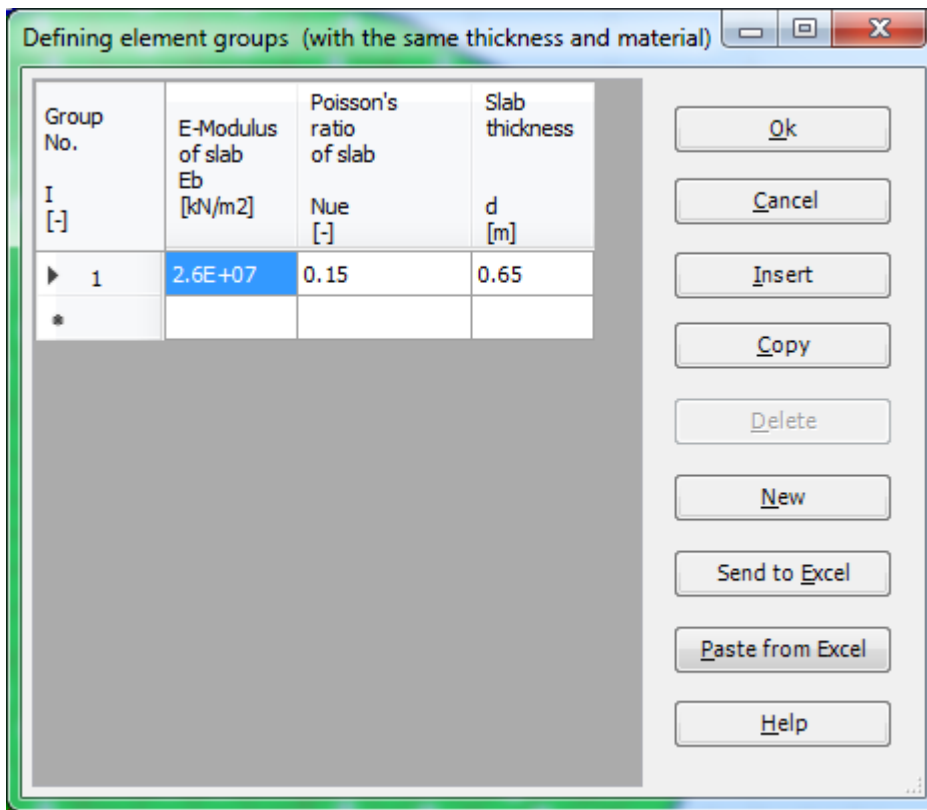 Defining element groups  (with the same thickness and material)
Group
No.
I
[-]
E-Modulus
of slab
Eb
[kN/m2]
Poisson's
ratio
of slab
Nue
[-]
Slab
thickness
d
[m]
1
2.6E+07
0.15
0.65
Ok
Cancel
Insert
Copy
Delete
New
Send to Excel
Paste from Excel
Help